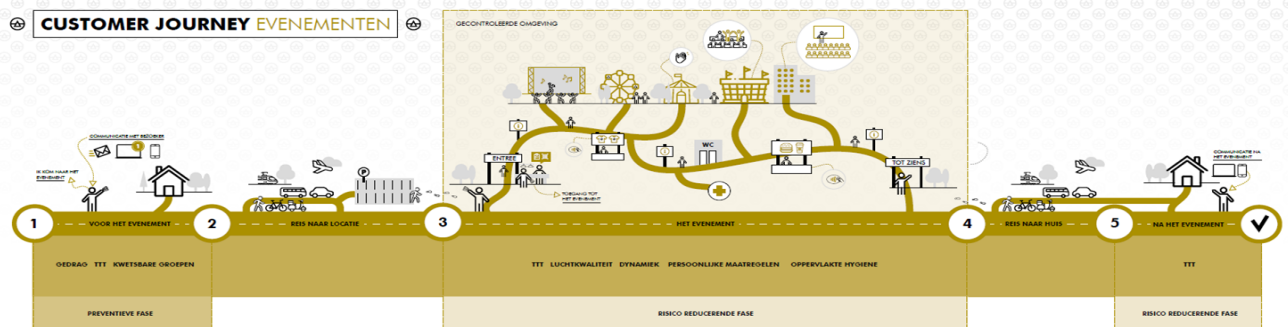 CUSTOMER JOURNEY EVENEMENTEN
GECONTROLEERDE OMGEVING
COMMUNICATIE MET BEZOEKER
1
IK KOM NAAR HET
EVENEMENT
P
ENTREE
TOEGANG TOT
HET EVENEMENT
WC
TOT ZIENS
COMMUNICATIE NA
HET EVENEMENT
1 VOOR HET EVENEMENT 2 REIS NAAR LOCATIE 3 HET EVENEMENT 4 REIS NAAR HUIS 5 NA HET EVENEMENT
GEDRAG TTT KWETSBARE GROEPEN
TTT LUCHTKWALITEIT DYNAMIEK PERSOONLIJKE MAATREGELEN OPPERVLAKTE HYGIENE
TTT
PREVENTIEVE FASE
RISICO REDUCERENDE FASE
RISICO REDUCERENDE FASE